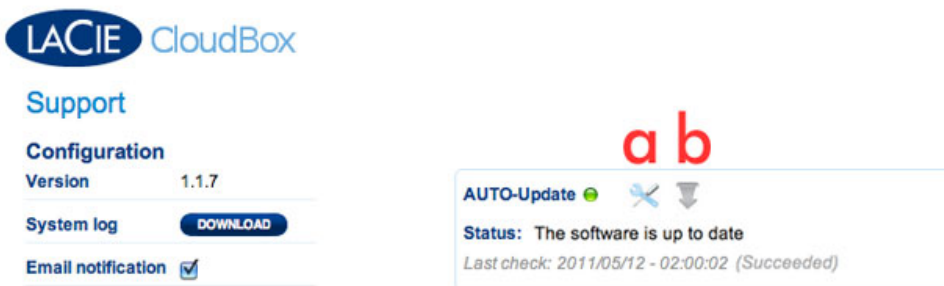 LACIE CloudBox
Support
Configuration
Version 1.1.7
System log DOWNLOAD
Email notification
a b
AUTO-Update
Status: The software is up to date
Last check: 2011/05/12 - 02:00:02 (Succeeded)